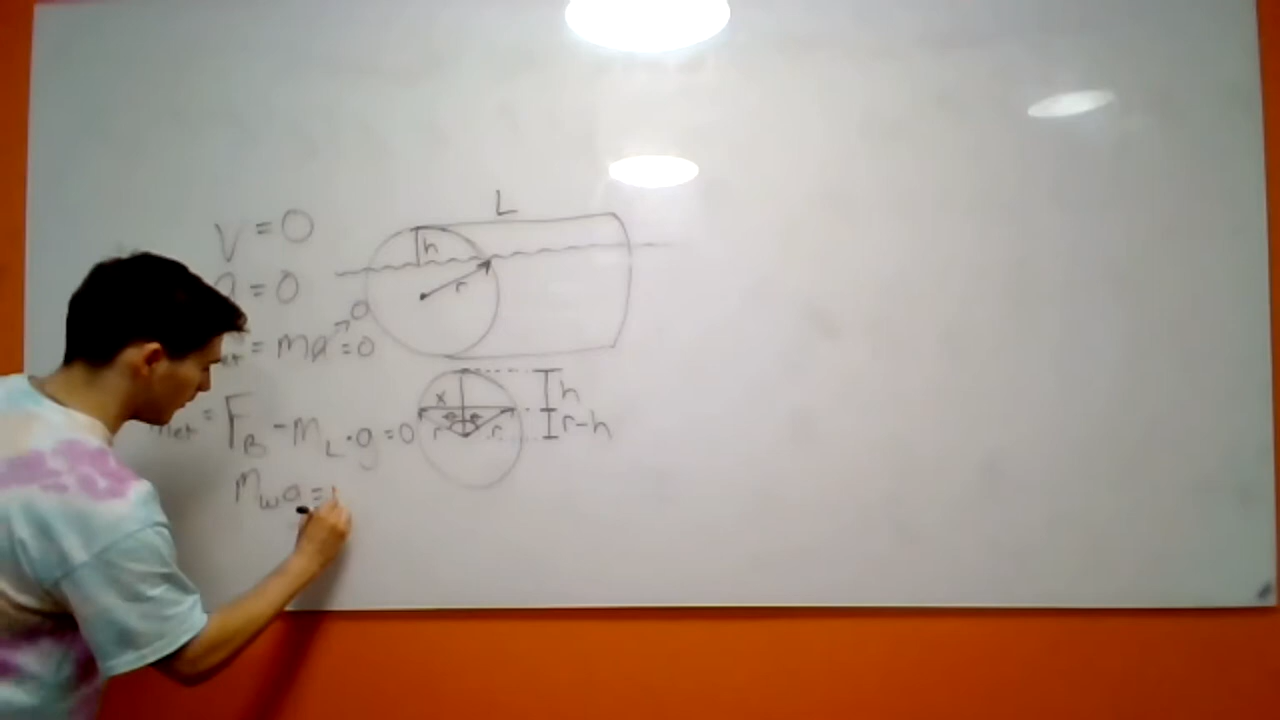 L
V = 0
h
= 0
r
0
= ma = 0
h
x
r-h
F_B - m_L · g = 0
θ θ
r r
m_w g =